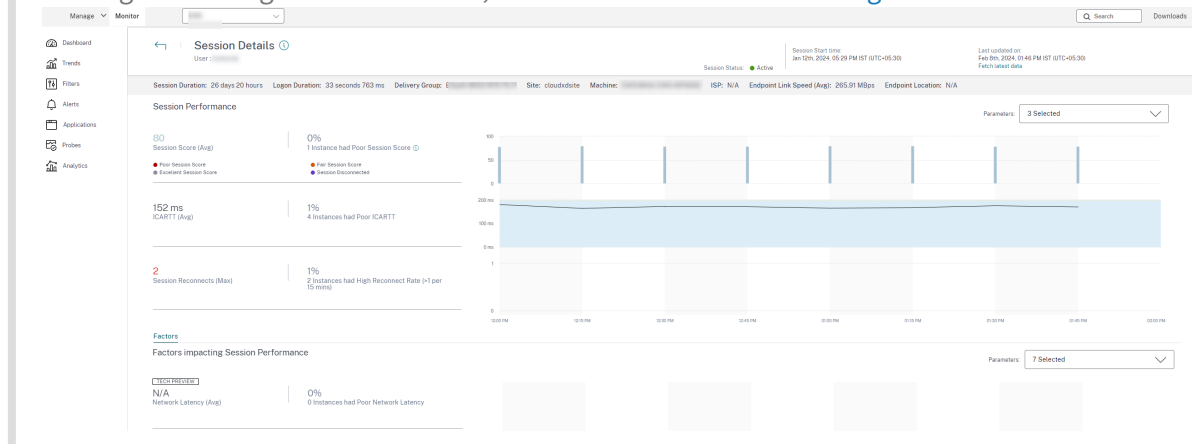 Manage Monitor
Search
Downloads
Dashboard
Trends
Filters
Alerts
Applications
Probes
Analytics
Session Details
User :
Session Status: Active
Session Start time:
Jan 12th, 2024, 05:29 PM IST (UTC+05:30)
Last updated on:
Feb 8th, 2024, 01:46 PM IST (UTC+05:30)
Fetch latest data
Session Duration: 26 days 20 hours Logon Duration: 33 seconds 763 ms Delivery Group: Site: cloudxdsite Machine: ISP: N/A Endpoint Link Speed (Avg): 265.91 MBps Endpoint Location: N/A
Session Performance
Parameters: 3 Selected
80
Session Score (Avg)
0%
1 Instance had Poor Session Score
Poor Session Score
Fair Session Score
Excellent Session Score
Session Disconnected
100
50
0
152 ms
ICARTT (Avg)
1%
4 Instances had Poor ICARTT
200 ms
100 ms
0 ms
2
Session Reconnects (Max)
1%
2 Instances had High Reconnect Rate (>1 per
15 mins)
1
0
12:00 PM 12:15 PM 12:30 PM 12:45 PM 01:00 PM 01:15 PM 01:30 PM 01:45 PM 02:00 PM
Factors
Factors impacting Session Performance
Parameters: 7 Selected
TECH PREVIEW
N/A
Network Latency (Avg)
0%
0 Instances had Poor Network Latency